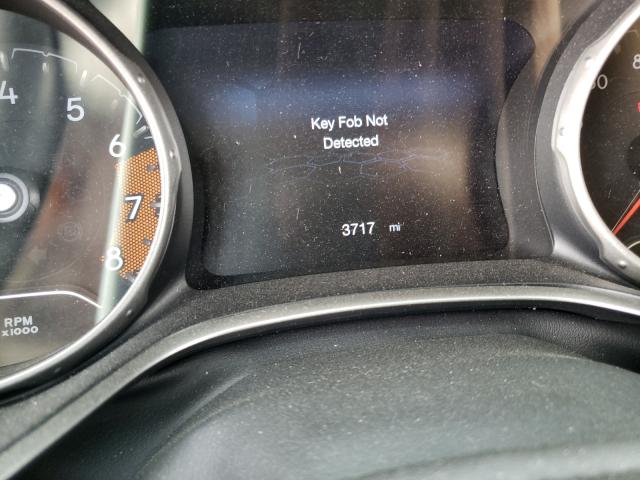 4
5
6
7
8
RPM
x1000
Key Fob Not
Detected
3717 mi